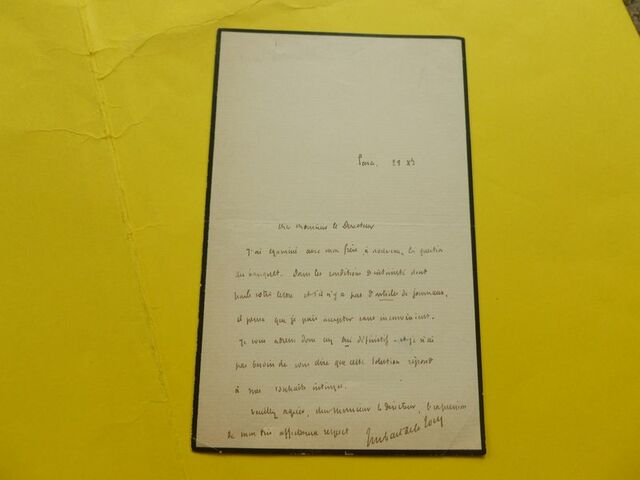 Paris. 29 Xb
Monsieur le Directeur
J'ai examiné avec mon frère à nouveau, la question
du banquet. Dans les conditions d'intimité dont
parle votre lettre et s'il n'y a pas d'articles de journaux,
il pense que je puis accepter sans inconvénient.
Je vous adresse donc un oui définitif - et je n'ai
pas besoin de vous dire que cette solution répond
à mes souhaits intimes.
Veuillez agréer, cher Monsieur le Directeur, l'expression
de mon très affectueux respect